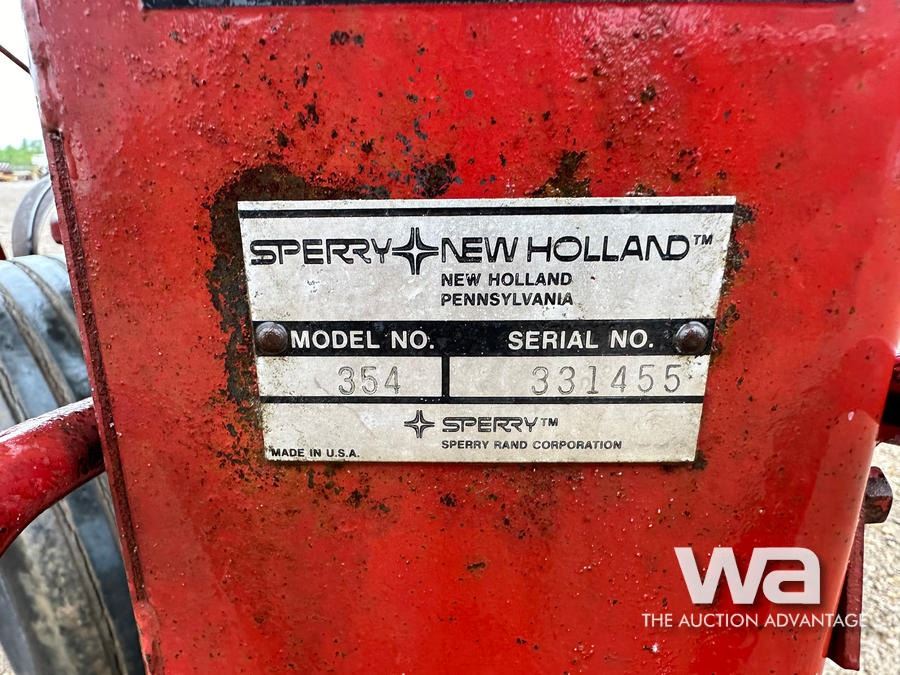 SPERRY NEW HOLLAND™
NEW HOLLAND
PENNSYLVANIA
MODEL NO. SERIAL NO.
354 331455
SPERRY™
SPERRY RAND CORPORATION
MADE IN U.S.A.
wa
THE AUCTION ADVANTAGE